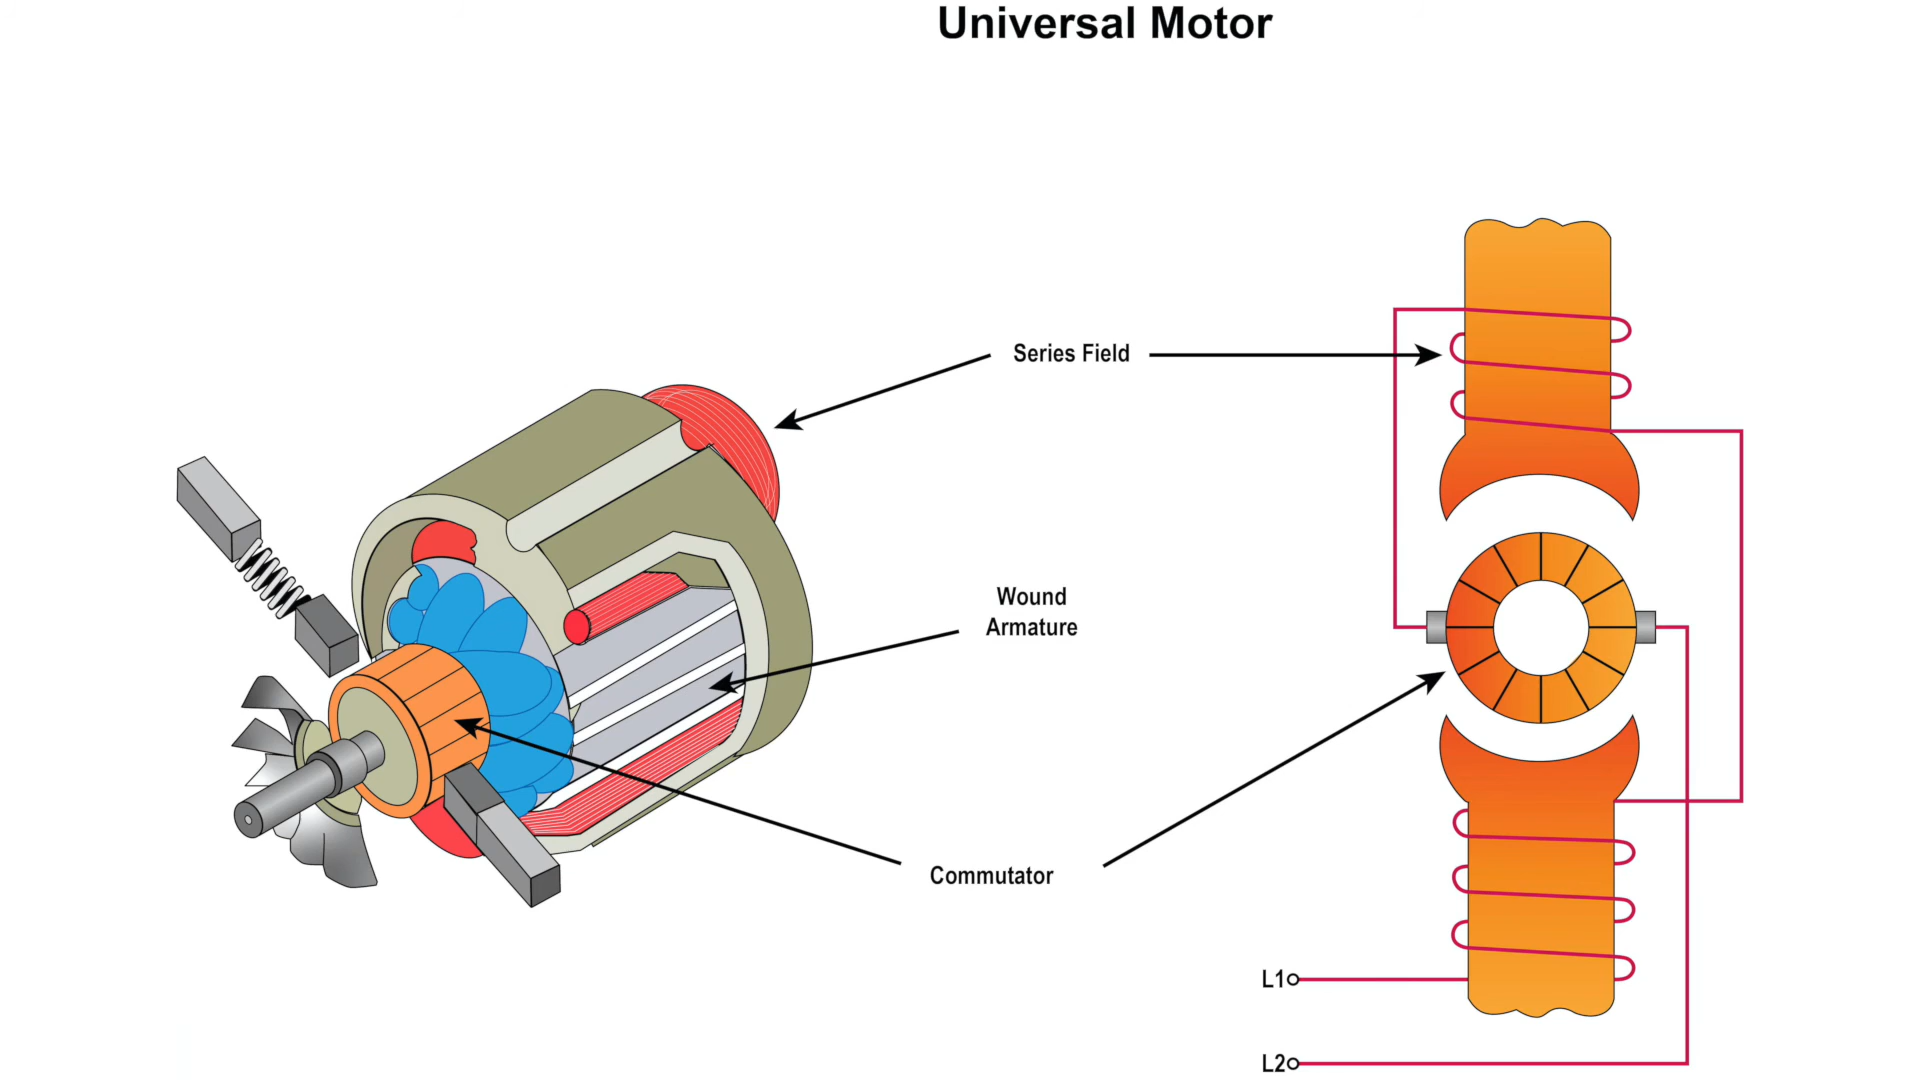 Universal Motor
Series Field
Wound
Armature
Commutator
L1
L2